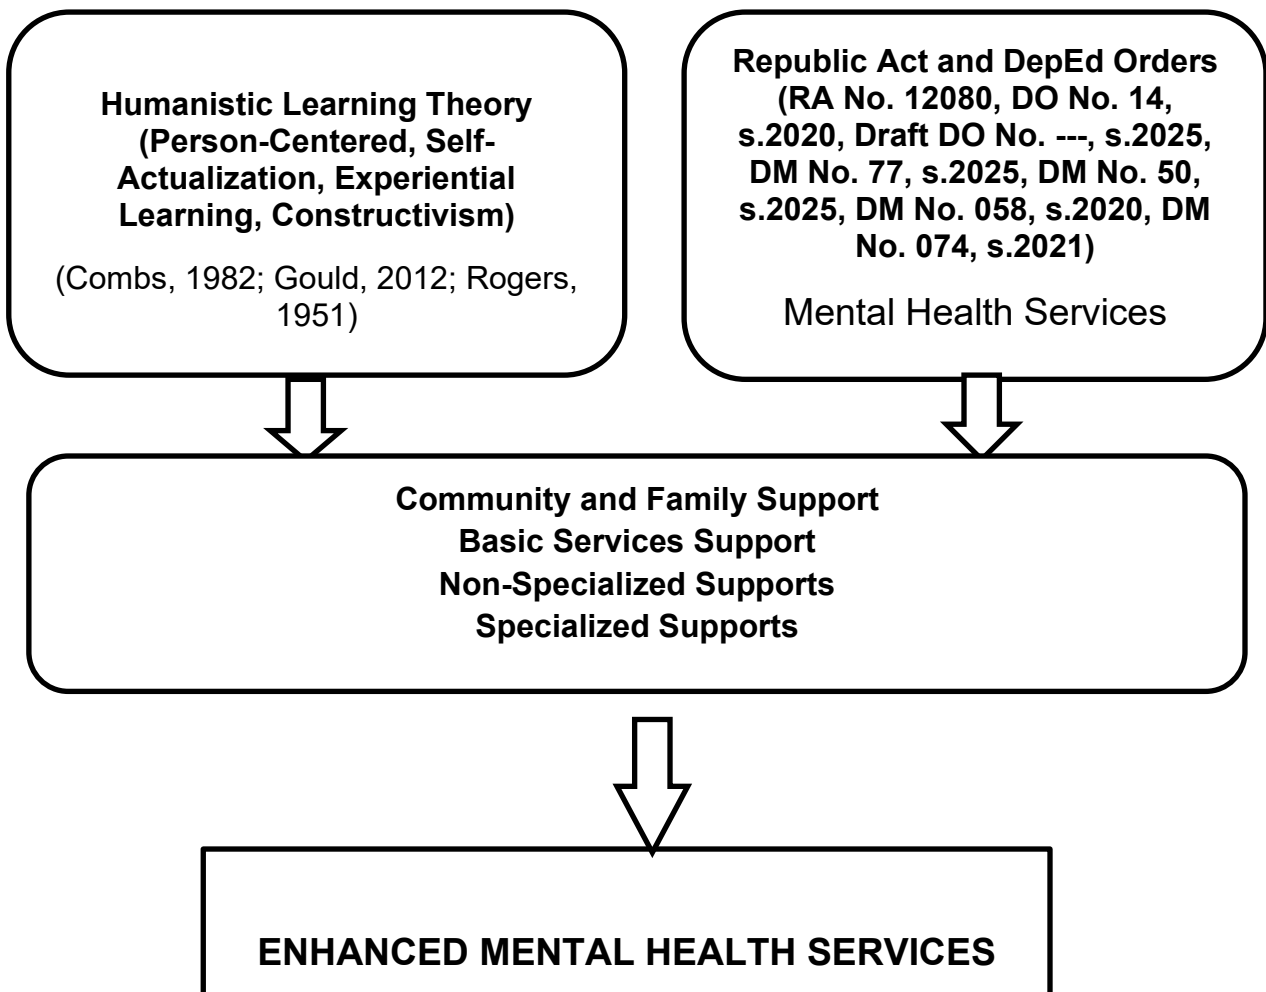 Humanistic Learning Theory
(Person-Centered, Self-
Actualization, Experiential
Learning, Constructivism)
(Combs, 1982; Gould, 2012; Rogers,
1951)
Republic Act and DepEd Orders
(RA No. 12080, DO No. 14,
s.2020, Draft DO No. ---, s.2025,
DM No. 77, s.2025, DM No. 50,
s.2025, DM No. 058, s.2020, DM
No. 074, s.2021)
Mental Health Services
Community and Family Support
Basic Services Support
Non-Specialized Supports
Specialized Supports
ENHANCED MENTAL HEALTH SERVICES